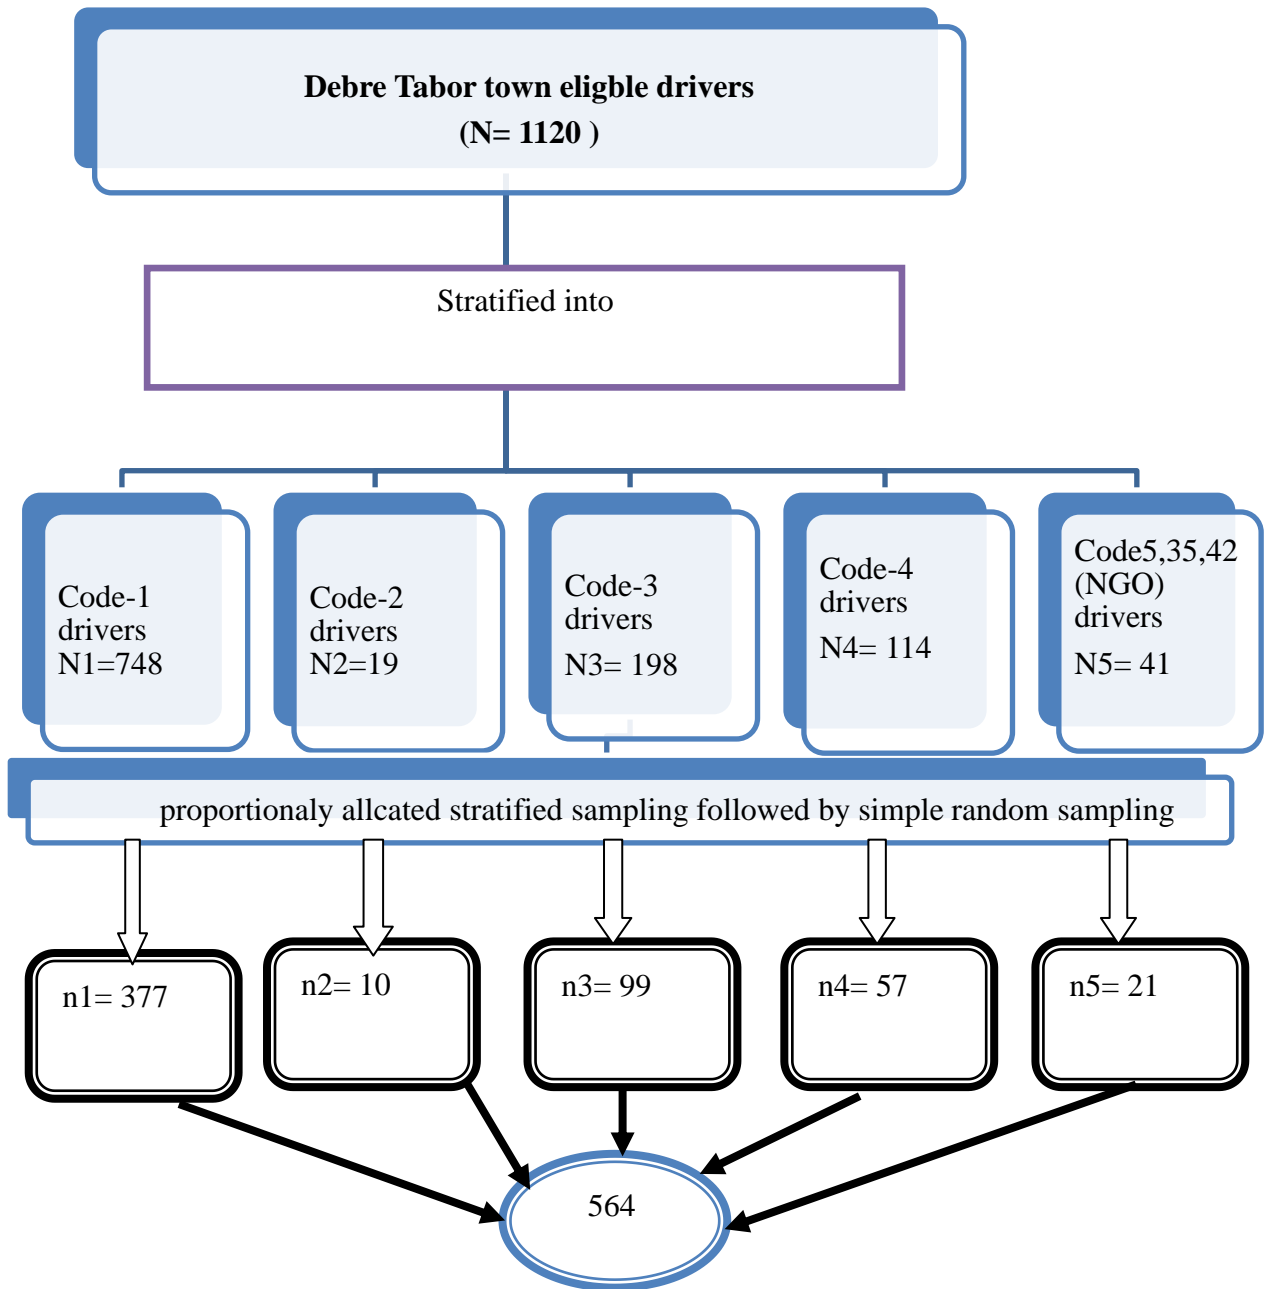 Debre Tabor town eligble drivers
(N= 1120 )
Stratified into
Code-1
drivers
N1=748
Code-2
drivers
N2=19
Code-3
drivers
N3= 198
Code-4
drivers
N4= 114
Code5,35,42
(NGO)
drivers
N5= 41
proportionaly allcated stratified sampling followed by simple random sampling
n1= 377
n2= 10
n3= 99
n4= 57
n5= 21
564